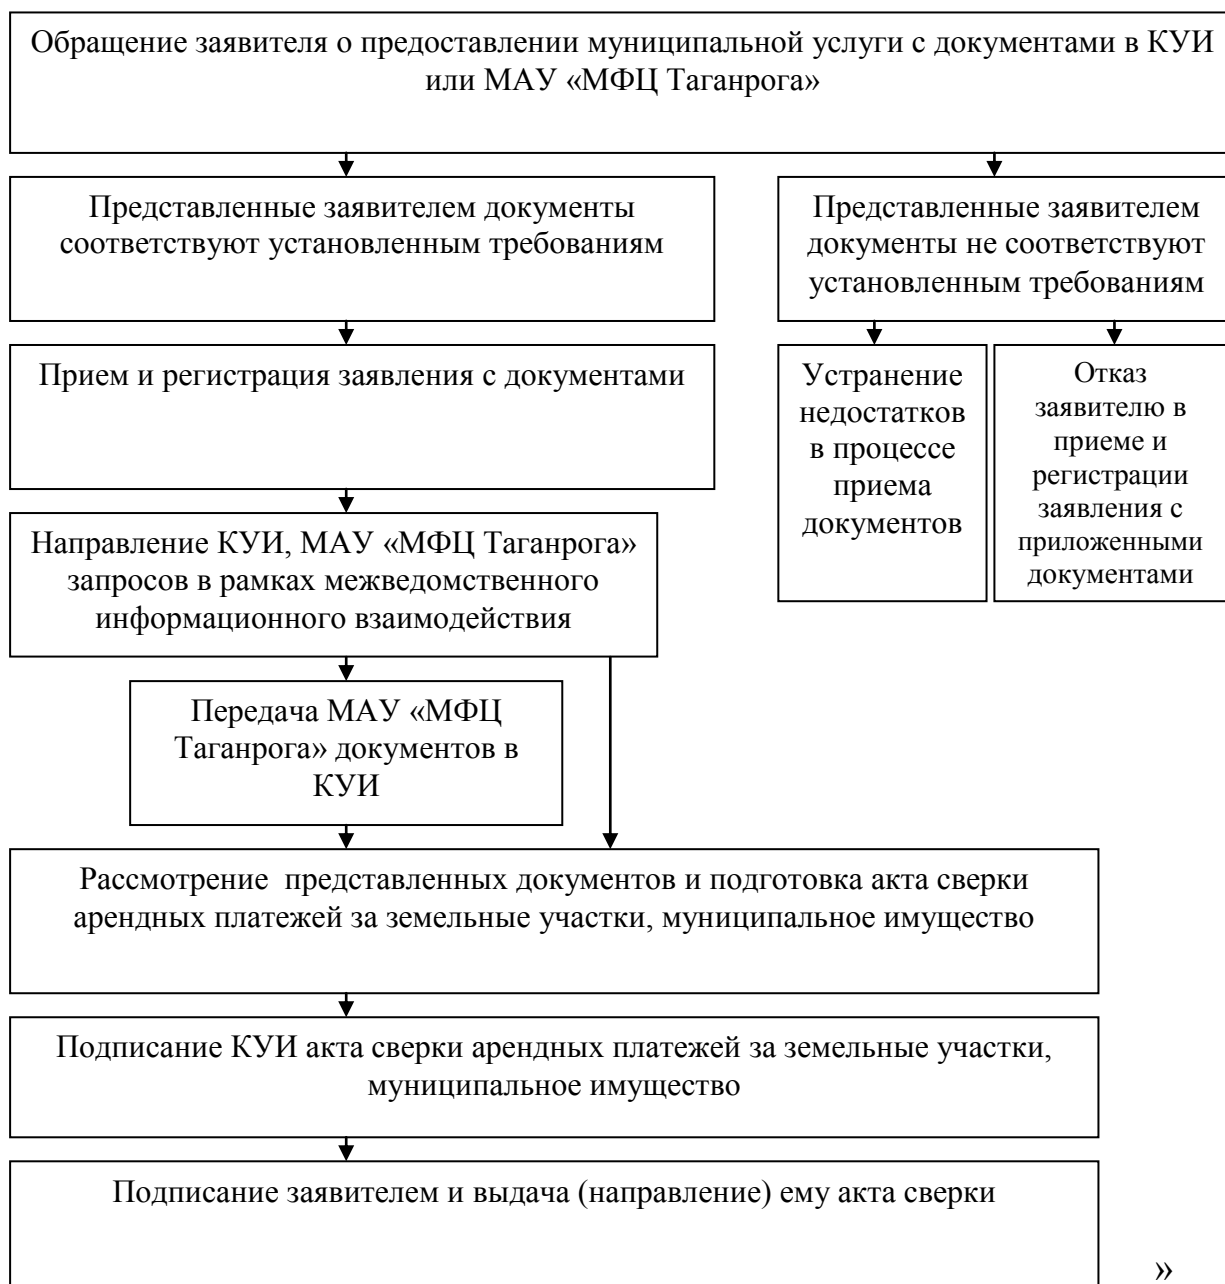 Обращение заявителя о предоставлении муниципальной услуги с документами в КУИ
или МАУ «МФЦ Таганрога»
Представленные заявителем документы
соответствуют установленным требованиям
Представленные заявителем
документы не соответствуют
установленным требованиям
Прием и регистрация заявления с документами
Устранение
недостатков
в процессе
приема
документов
Отказ
заявителю в
приеме и
регистрации
заявления с
приложенными
документами
Направление КУИ, МАУ «МФЦ Таганрога»
запросов в рамках межведомственного
информационного взаимодействия
Передача МАУ «МФЦ
Таганрога» документов в
КУИ
Рассмотрение  представленных документов и подготовка акта сверки
арендных платежей за земельные участки, муниципальное имущество
Подписание КУИ акта сверки арендных платежей за земельные участки,
муниципальное имущество
Подписание заявителем и выдача (направление) ему акта сверки
»